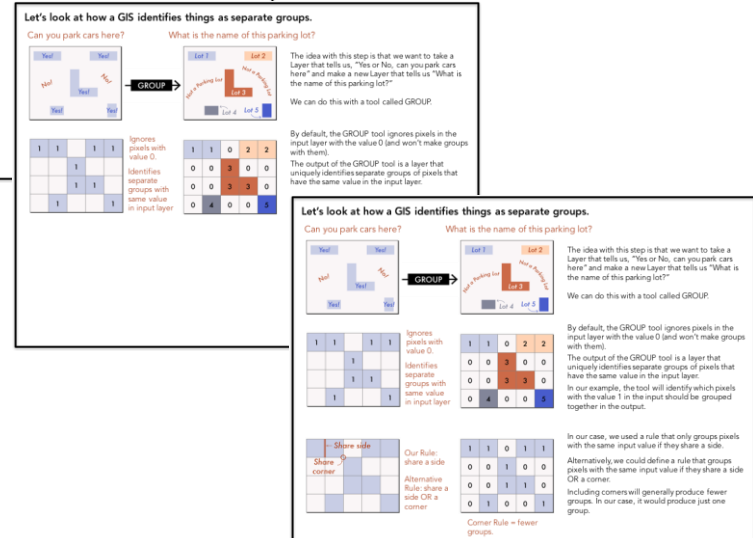 Let's look at how a GIS identifies things as separate groups.
Can you park cars here?
What is the name of this parking lot?
Yes!
Yes!
No!
No!
Yes!
Yes!
Yes!
GROUP
Lot 1
Lot 2
Not a Parking Lot
Not a Parking Lot
Lot 3
Lot 4
Lot 5
The idea with this step is that we want to take a
Layer that tells us, "Yes or No, can you park cars
here" and make a new Layer that tells us "What is
the name of this parking lot?"
We can do this with a tool called GROUP.
1 1 1 1
1
1 1
1 1
Ignores
pixels with
value 0.
Identifies
separate
groups with
same value
in input layer
1 1 0 2 2
0 0 3 0 0
0 0 3 3 0
0 4 0 0 5
By default, the GROUP tool ignores pixels in the
input layer with the value 0 (and won't make groups
with them).
The output of the GROUP tool is a layer that
uniquely identifies separate groups of pixels that
have the same value in the input layer.
Let's look at how a GIS identifies things as separate groups.
Can you park cars here?
What is the name of this parking lot?
Yes!
Yes!
No!
No!
Yes!
Yes!
Yes!
GROUP
Lot 1
Lot 2
Not a Parking Lot
Not a Parking Lot
Lot 3
Lot 4
Lot 5
The idea with this step is that we want to take a
Layer that tells us, "Yes or No, can you park cars
here" and make a new Layer that tells us "What is
the name of this parking lot?"
We can do this with a tool called GROUP.
1 1 1 1
1
1 1
1 1
Ignores
pixels with
value 0.
Identifies
separate
groups with
same value
in input layer
1 1 0 2 2
0 0 3 0 0
0 0 3 3 0
0 4 0 0 5
By default, the GROUP tool ignores pixels in the
input layer with the value 0 (and won't make groups
with them).
The output of the GROUP tool is a layer that
uniquely identifies separate groups of pixels that
have the same value in the input layer.
In our example, the tool will identify which pixels
with the value 1 in the input should be grouped
together in the output.
Share side
Share
corner
Our Rule:
share a side
Alternative
Rule: share a
side OR a
corner
1 1 0 1 1
0 0 1 0 0
0 0 1 1 0
0 1 0 0 1
Corner Rule = fewer
groups.
In our case, we used a rule that only groups pixels
with the same input value if they share a side.
Alternatively, we could define a rule that groups
pixels with the same input value if they share a side
OR a corner.
Including corners will generally produce fewer
groups. In our case, it would produce just one
group.